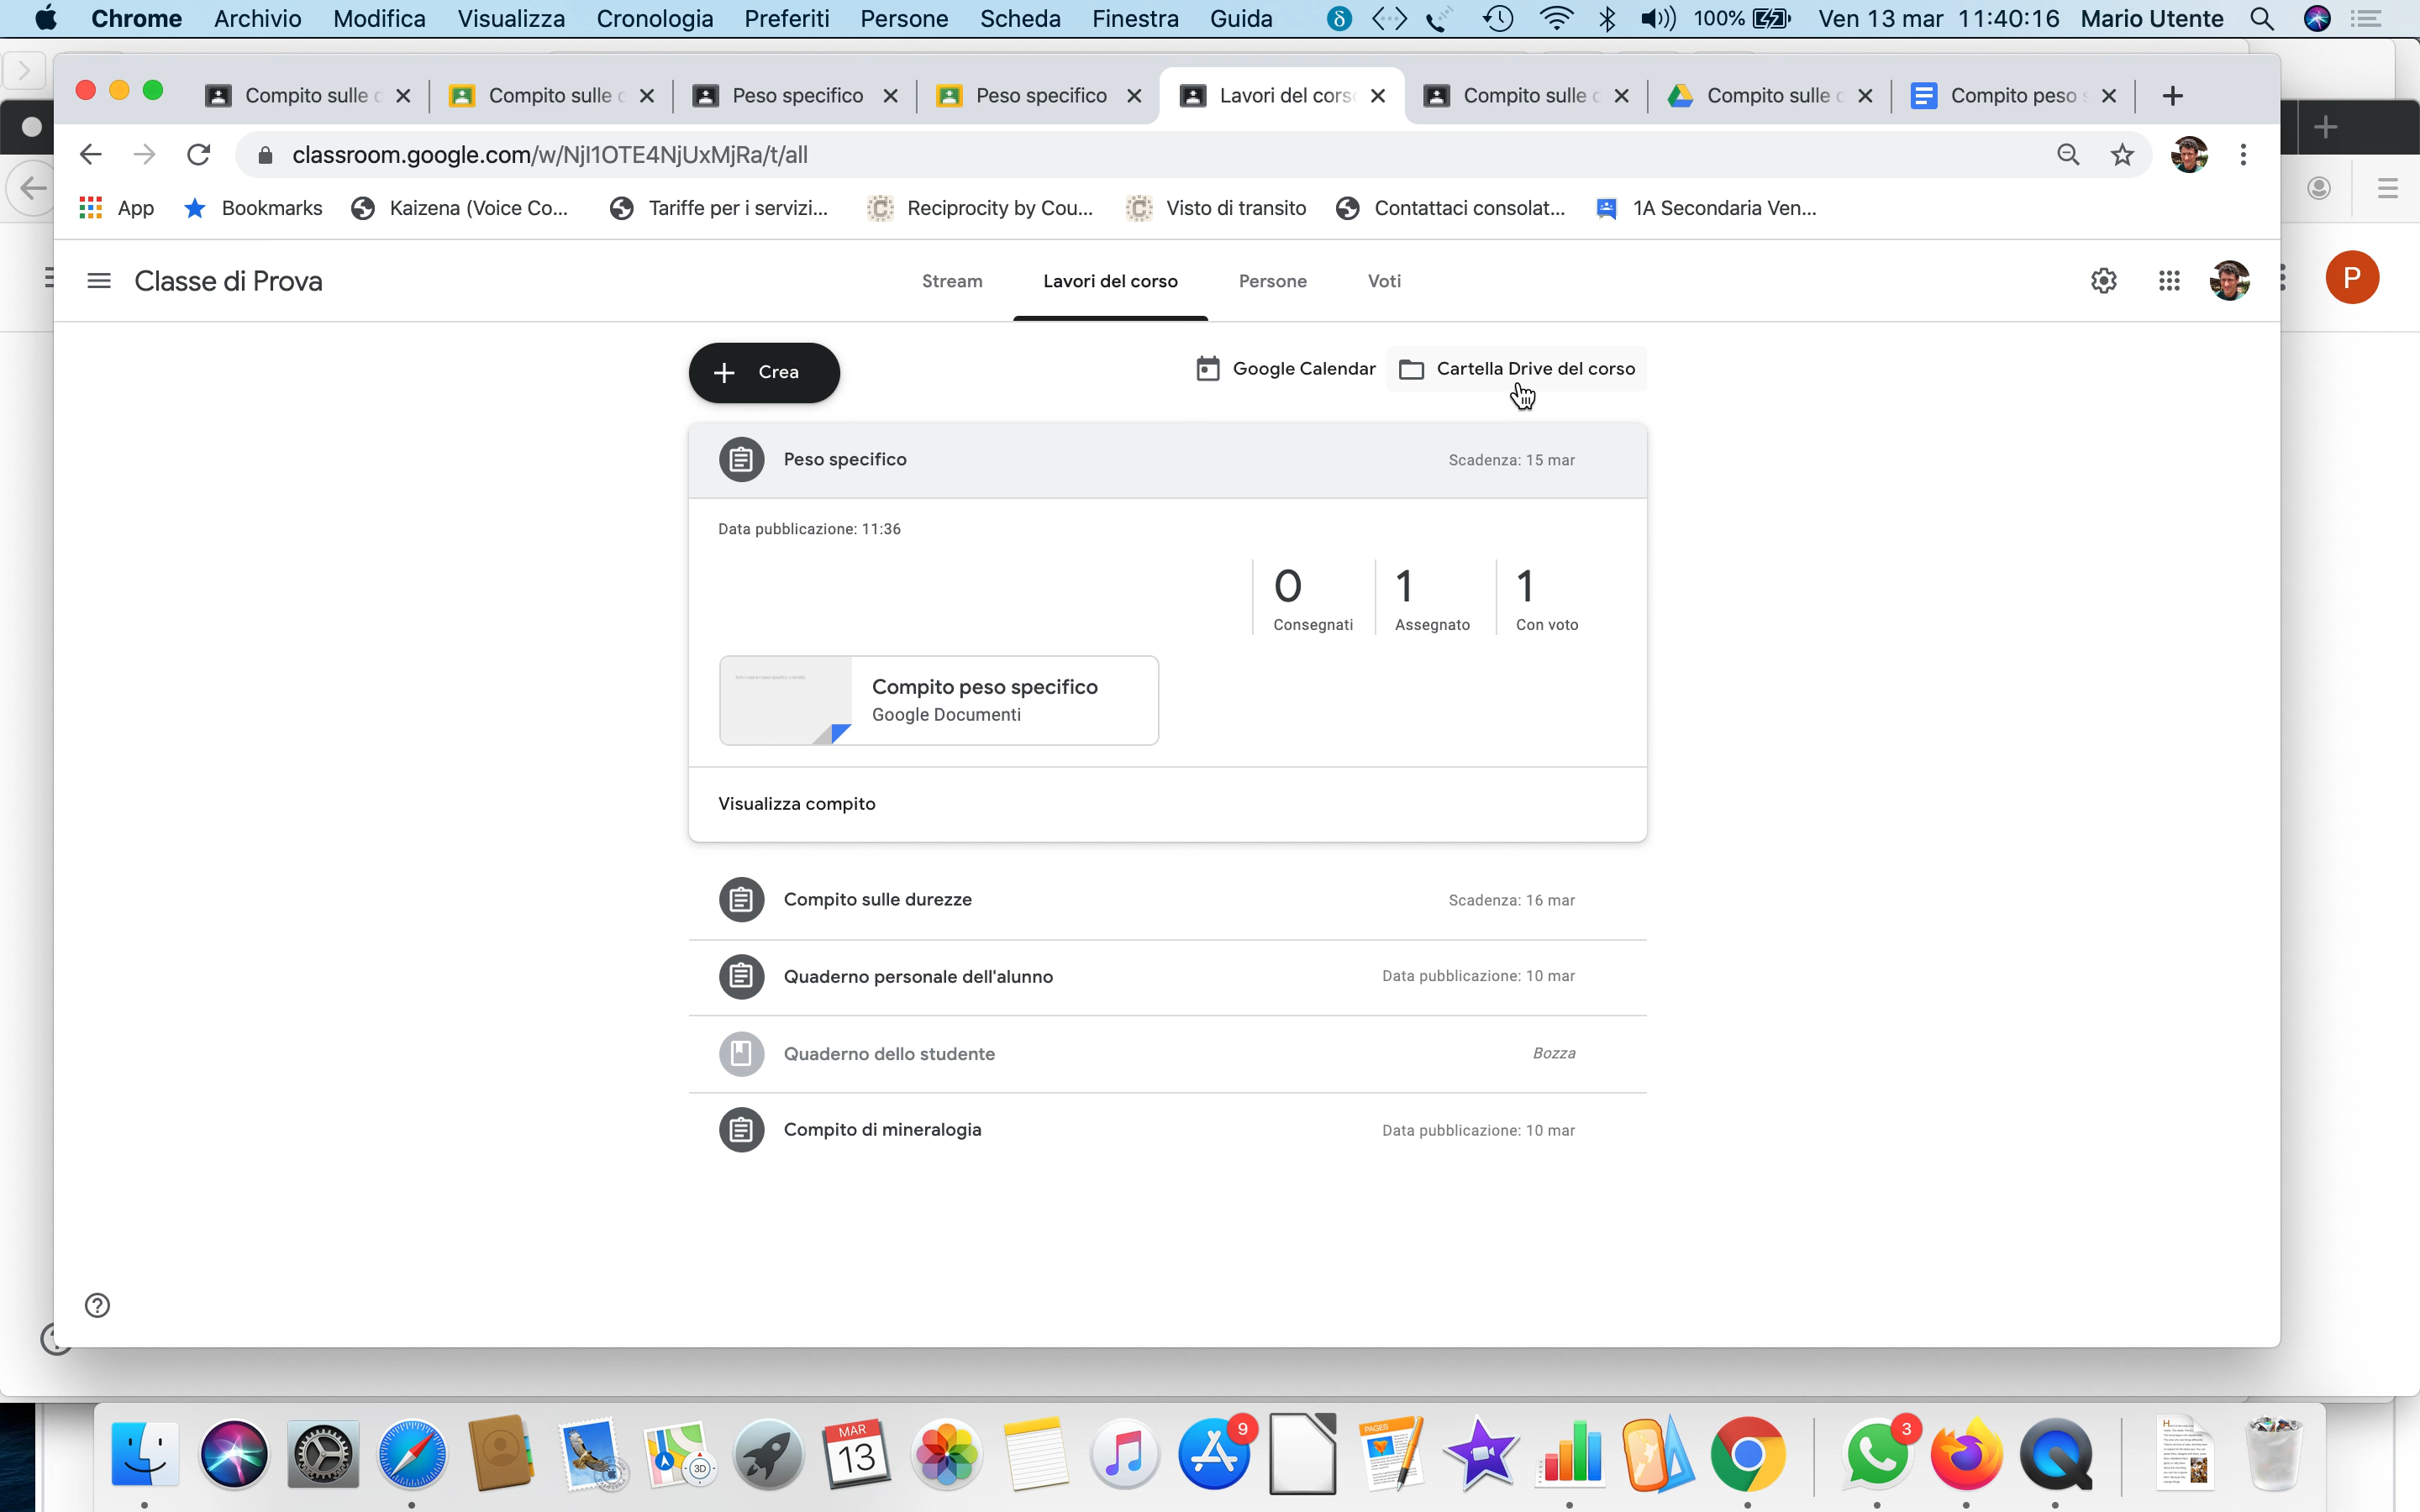 Chrome Archivio Modifica Visualizza Cronologia Preferiti Persone Scheda Finestra Guida 100% Ven 13 mar 11:40:16 Mario Utente
Compito sulle Compito sulle Peso specifico Peso specifico Lavori del cors Compito sulle Compito sulle Compito peso
classroom.google.com/w/NjI1OTE4NjUxMjRa/t/all
App Bookmarks Kaizena (Voice Co... Tariffe per i servizi... Reciprocity by Cou... Visto di transito Contattaci consolat... 1A Secondaria Ven...
Classe di Prova Stream Lavori del corso Persone Voti
P
Crea Google Calendar Cartella Drive del corso
Peso specifico Scadenza: 15 mar
Data pubblicazione: 11:36
0 1 1
Consegnati Assegnato Con voto
Compito peso specifico
Google Documenti
Visualizza compito
Compito sulle durezze Scadenza: 16 mar
Quaderno personale dell'alunno Data pubblicazione: 10 mar
Quaderno dello studente Bozza
Compito di mineralogia Data pubblicazione: 10 mar
MAR
13
3D
9
PAGES
3